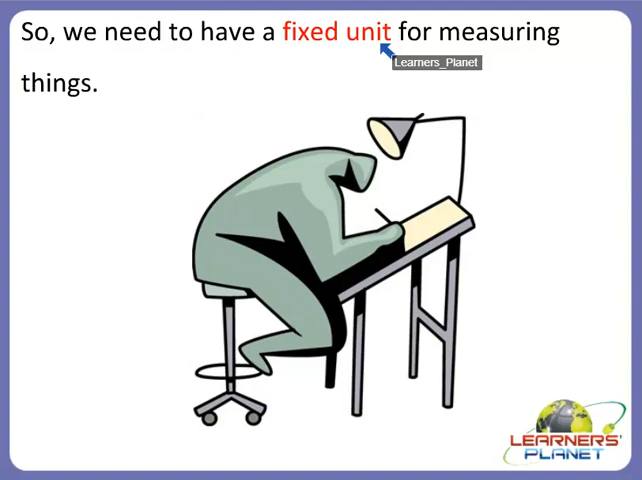 So, we need to have a fixed unit for measuring
Learners_Planet
things.
LEARNERS'
PLANET